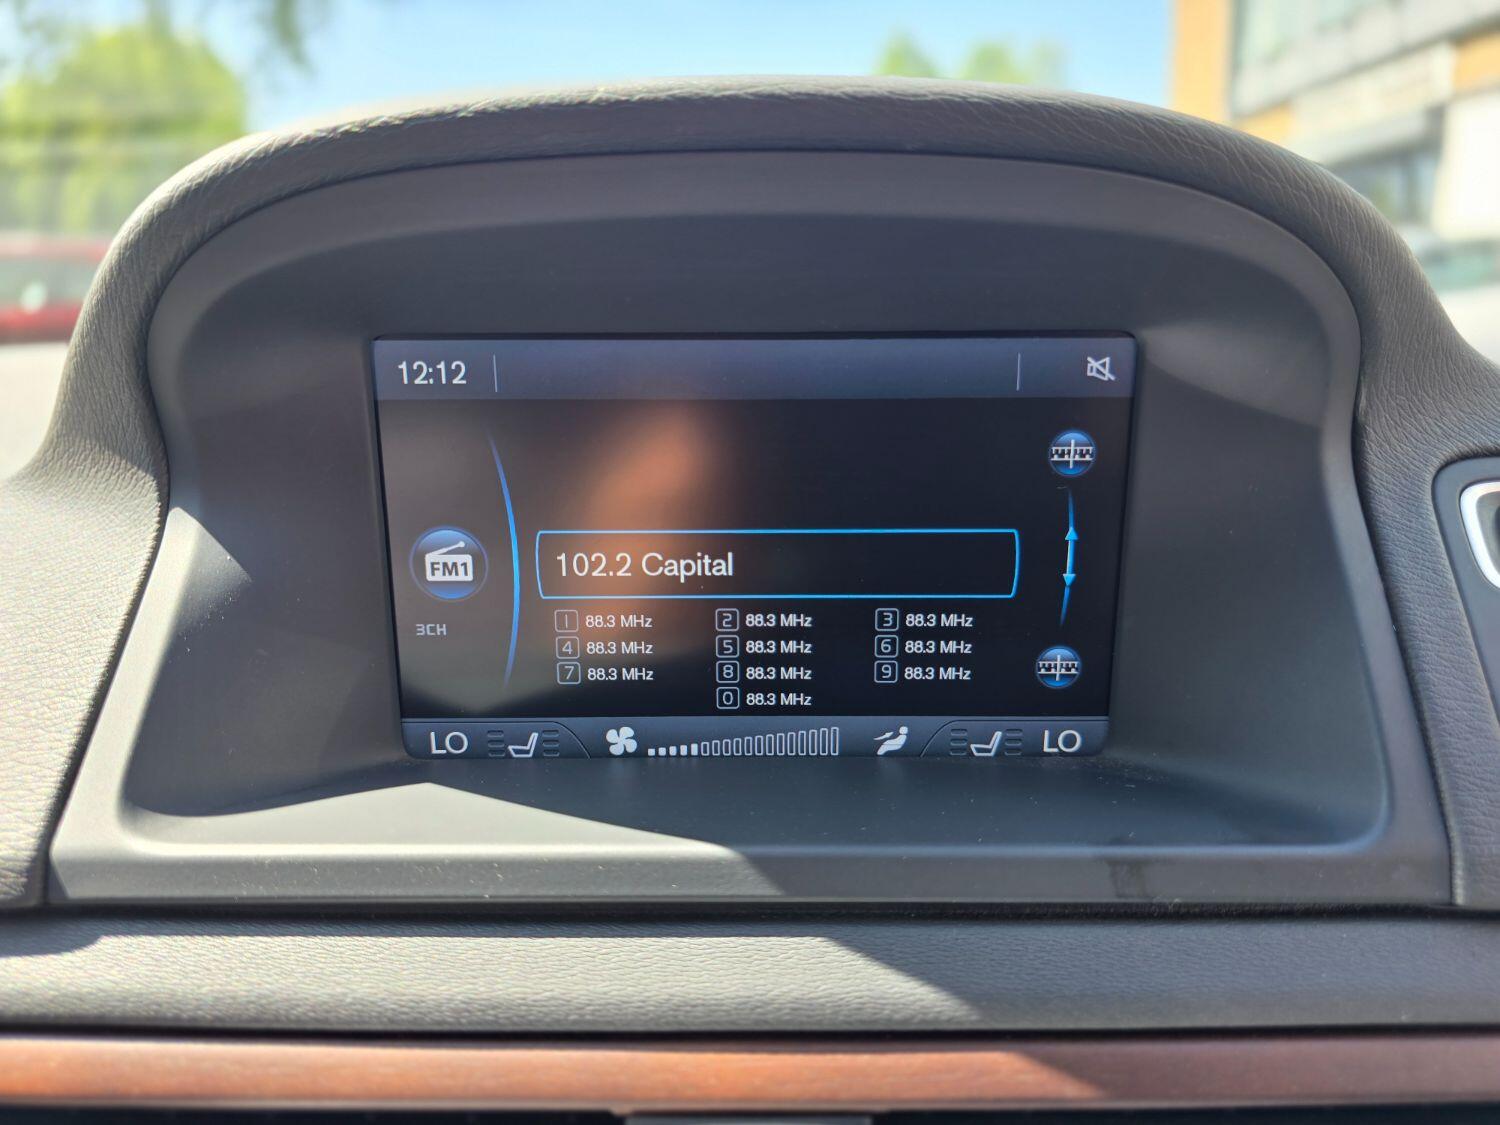 12:12
FM1
3CH
102.2 Capital
1 88.3 MHz 2 88.3 MHz 3 88.3 MHz
4 88.3 MHz 5 88.3 MHz 6 88.3 MHz
7 88.3 MHz 8 88.3 MHz 9 88.3 MHz
0 88.3 MHz
LO LO